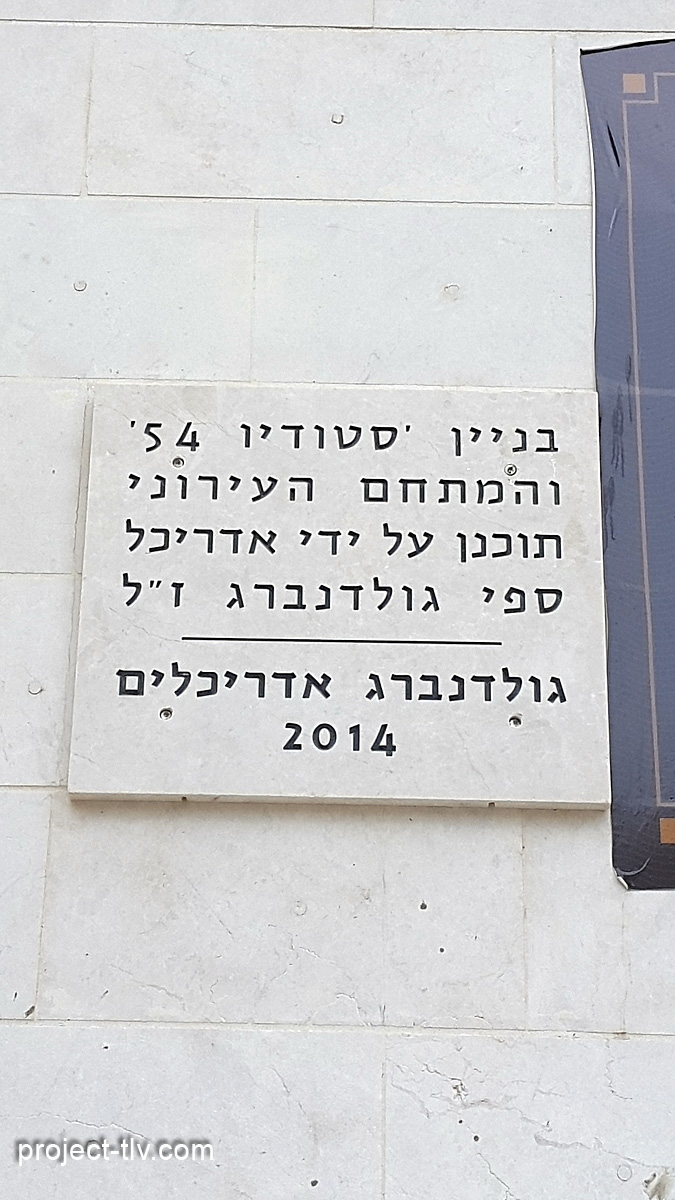 בניין 'סטודיו 54'
והמתחם העירוני
תוכנן על ידי אדריכל
ספי גולדנברג ז״ל
גולדנברג אדריכלים
2014
project-tlv.com